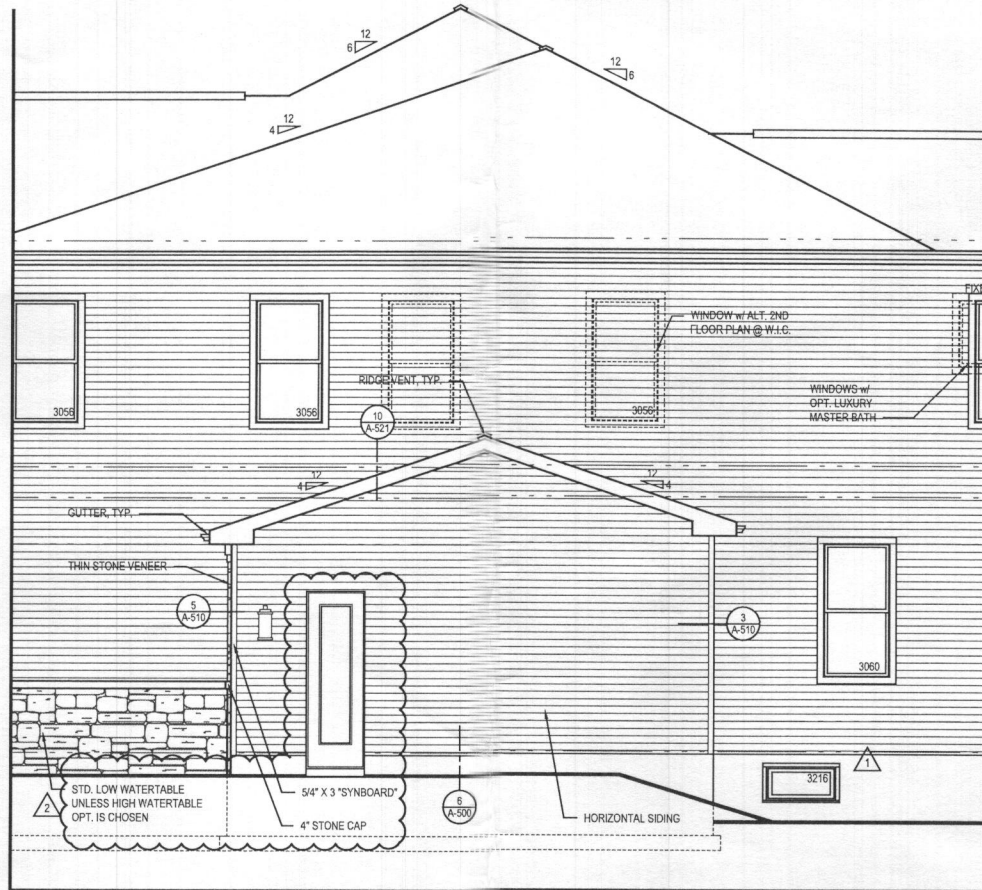 12
6
12
6
12
4
FIXE
WINDOW w/ ALT. 2ND
FLOOR PLAN @ W.I.C.
RIDGE VENT, TYP.
WINDOWS w/
OPT. LUXURY
MASTER BATH
3056
3056
3056
10
A-521
12
4
12
4
GUTTER, TYP.
THIN STONE VENEER
5
A-510
3
A-510
3060
1
3216
STD. LOW WATERTABLE
UNLESS HIGH WATERTABLE
OPT. IS CHOSEN
2
5/4" X 3 "SYNBOARD"
4" STONE CAP
6
A-500
HORIZONTAL SIDING